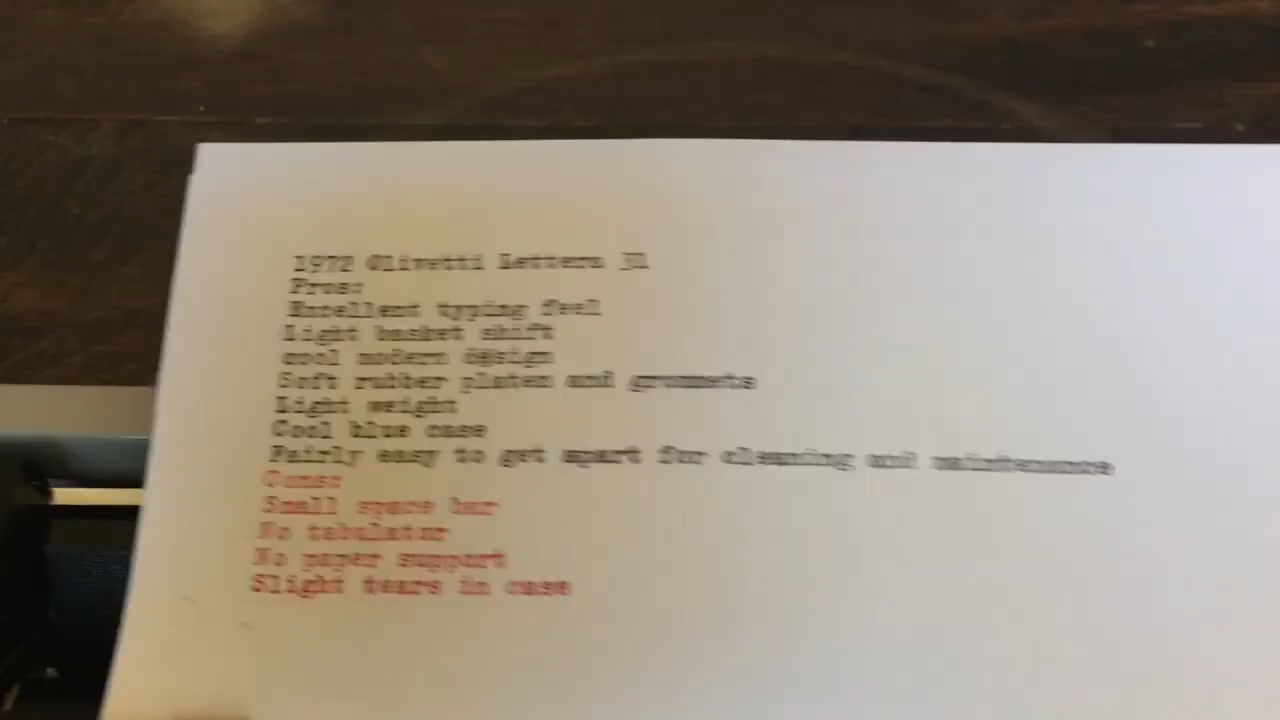 1972 Olivetti Lettera 31
Pros:
Excellent typing feel
Light basket shift
cool modern design
Soft rubber platen and grommets
Light weight
Cool blue case
Fairly easy to get apart for cleaning and maintenance
Cons:
Small space bar
No tabulator
No paper support
Slight tears in case